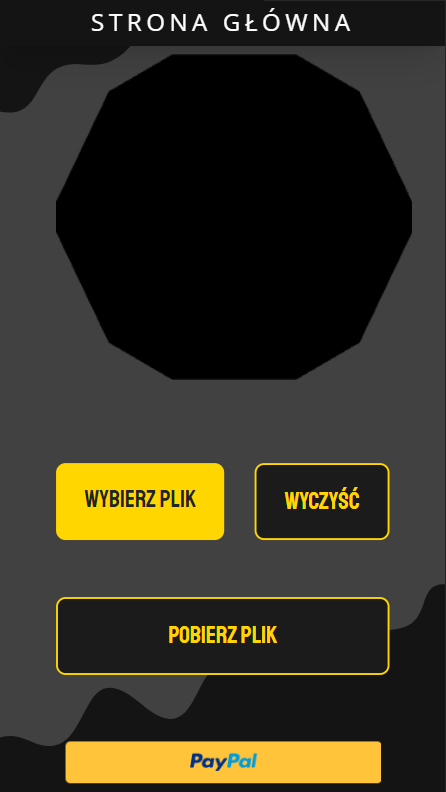 STRONA GŁÓWNA
WYBIERZ PLIK
WYCZYŚĆ
POBIERZ PLIK
PayPal